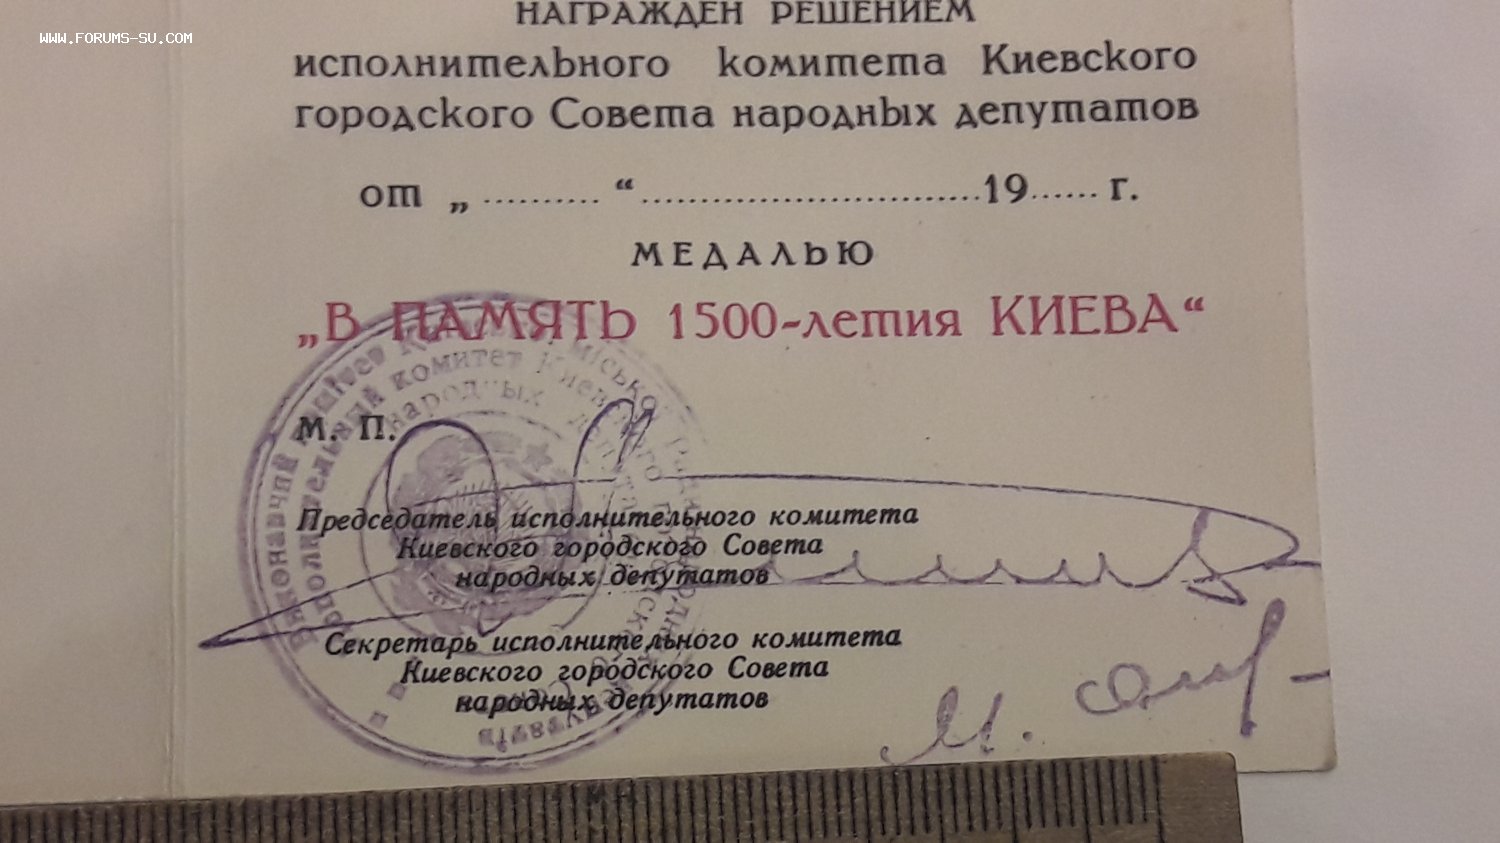 WWW.FORUMS-SU.COM
НАГРАЖДЕН РЕШЕНИЕМ
исполнительного комитета Киевского
городского Совета народных депутатов
от „ .......... “ ............................. 19 ...... г.
МЕДАЛЬЮ
„В ПАМЯТЬ 1500-летия КИЕВА“
М. П.
Председатель исполнительного комитета
Киевского городского Совета
народных депутатов
Секретарь исполнительного комитета
Киевского городского Совета
народных депутатов